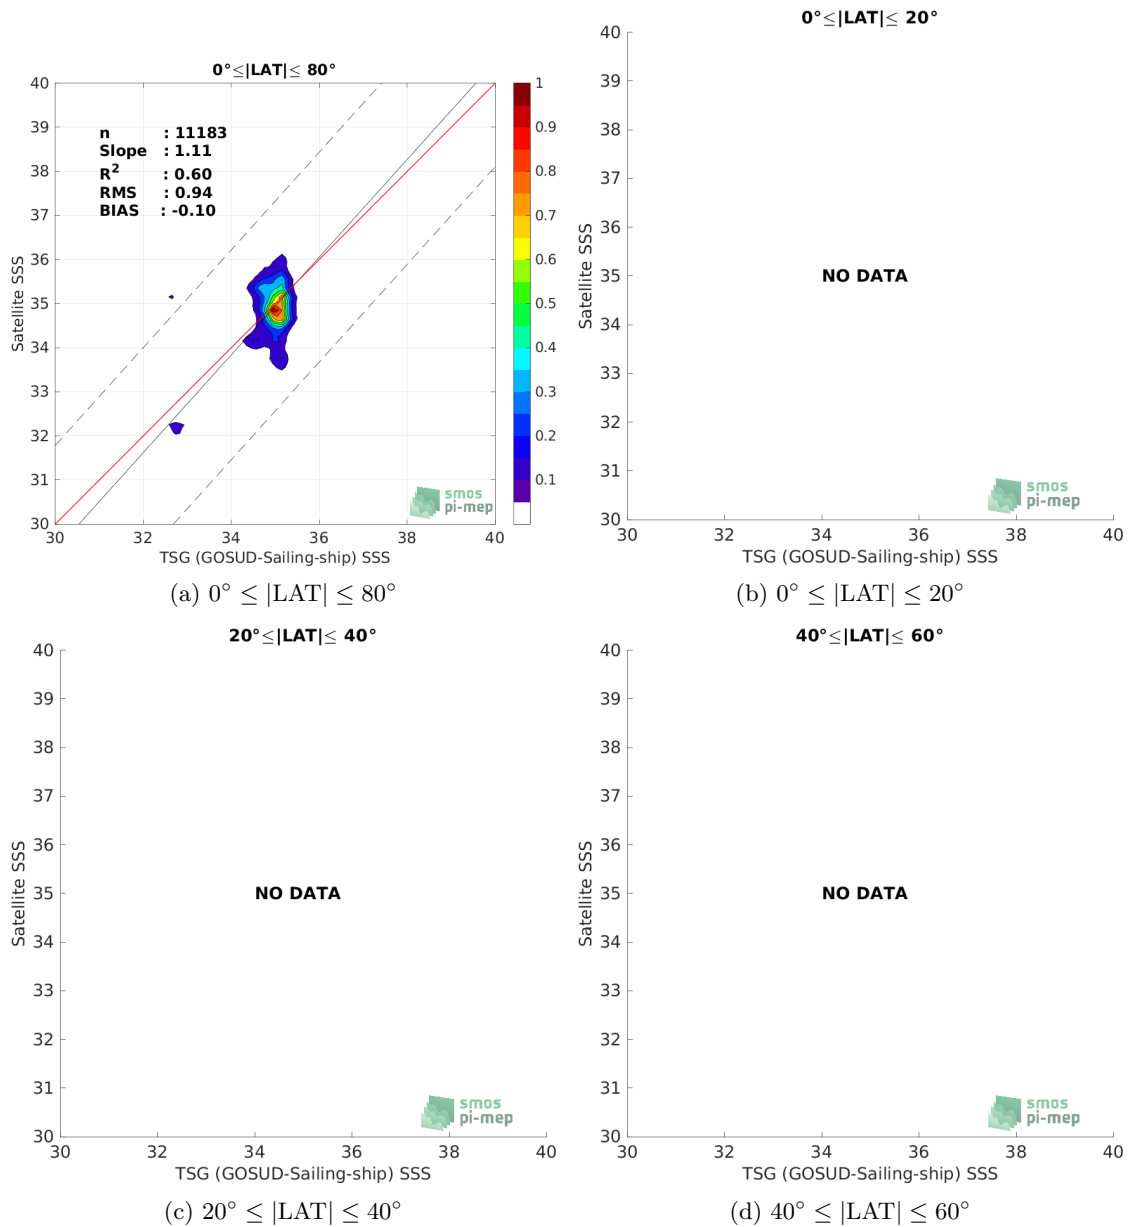 0°≤|LAT|≤ 80°
n : 11183
Slope : 1.11
R² : 0.60
RMS : 0.94
BIAS : -0.10
40
39
38
37
36
35
34
33
32
31
30
Satellite SSS
30 32 34 36 38 40
TSG (GOSUD-Sailing-ship) SSS
1
0.9
0.8
0.7
0.6
0.5
0.4
0.3
0.2
0.1
smos
pi-mep
(a) 0° ≤ |LAT| ≤ 80°
0°≤|LAT|≤ 20°
40
39
38
37
36
35
34
33
32
31
30
Satellite SSS
NO DATA
smos
pi-mep
30 32 34 36 38 40
TSG (GOSUD-Sailing-ship) SSS
(b) 0° ≤ |LAT| ≤ 20°
20°≤|LAT|≤ 40°
40
39
38
37
36
35
34
33
32
31
30
Satellite SSS
NO DATA
smos
pi-mep
30 32 34 36 38 40
TSG (GOSUD-Sailing-ship) SSS
(c) 20° ≤ |LAT| ≤ 40°
40°≤|LAT|≤ 60°
40
39
38
37
36
35
34
33
32
31
30
Satellite SSS
NO DATA
smos
pi-mep
30 32 34 36 38 40
TSG (GOSUD-Sailing-ship) SSS
(d) 40° ≤ |LAT| ≤ 60°